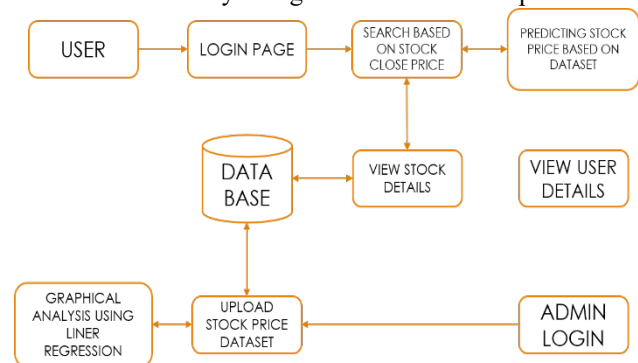 USER
LOGIN PAGE
SEARCH BASED
ON STOCK
CLOSE PRICE
PREDICTING STOCK
PRICE BASED ON
DATASET
DATA
BASE
VIEW STOCK
DETAILS
VIEW USER
DETAILS
GRAPHICAL
ANALYSIS USING
LINER
REGRESSION
UPLOAD
STOCK PRICE
DATASET
ADMIN
LOGIN